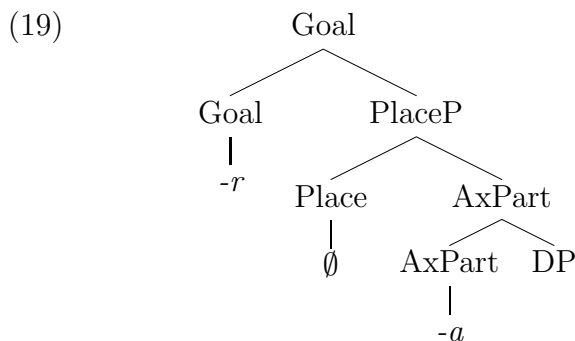 (19) Goal
Goal PlaceP
-r
Place AxPart
∅ AxPart DP
-a